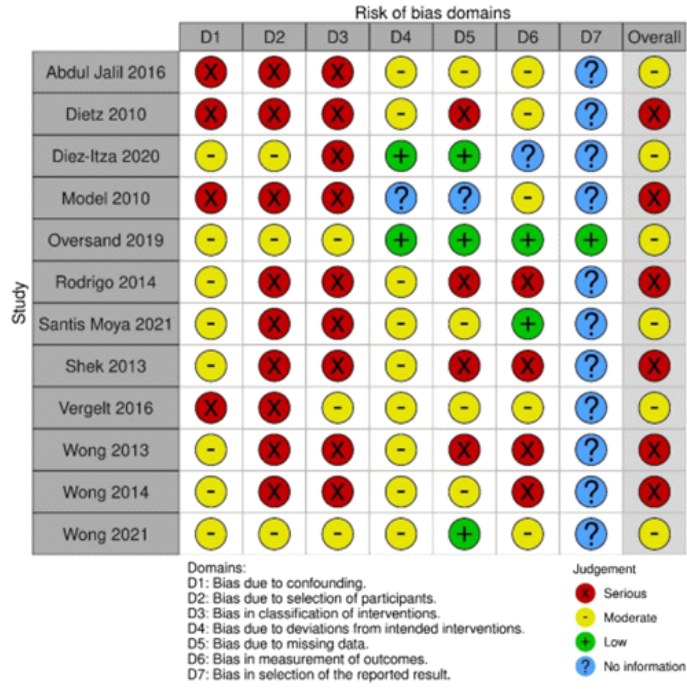 Risk of bias domains
D1 D2 D3 D4 D5 D6 D7 Overall
Study
Abdul Jalil 2016 X X X - - - ? -
Dietz 2010 X X X - X - ? X
Diez-Itza 2020 - - X + + ? ? -
Model 2010 X X X ? ? - ? X
Oversand 2019 - - - + + + + -
Rodrigo 2014 - X X - X X ? X
Santis Moya 2021 - X X - - + ? -
Shek 2013 - X X - X X ? X
Vergelt 2016 X X - - - - ? -
Wong 2013 - X X - X X ? X
Wong 2014 - X X - - X ? X
Wong 2021 - - - - + - ? -
Domains:
D1: Bias due to confounding.
D2: Bias due to selection of participants.
D3: Bias in classification of interventions.
D4: Bias due to deviations from intended interventions.
D5: Bias due to missing data.
D6: Bias in measurement of outcomes.
D7: Bias in selection of the reported result.
Judgement
X Serious
- Moderate
+ Low
? No information